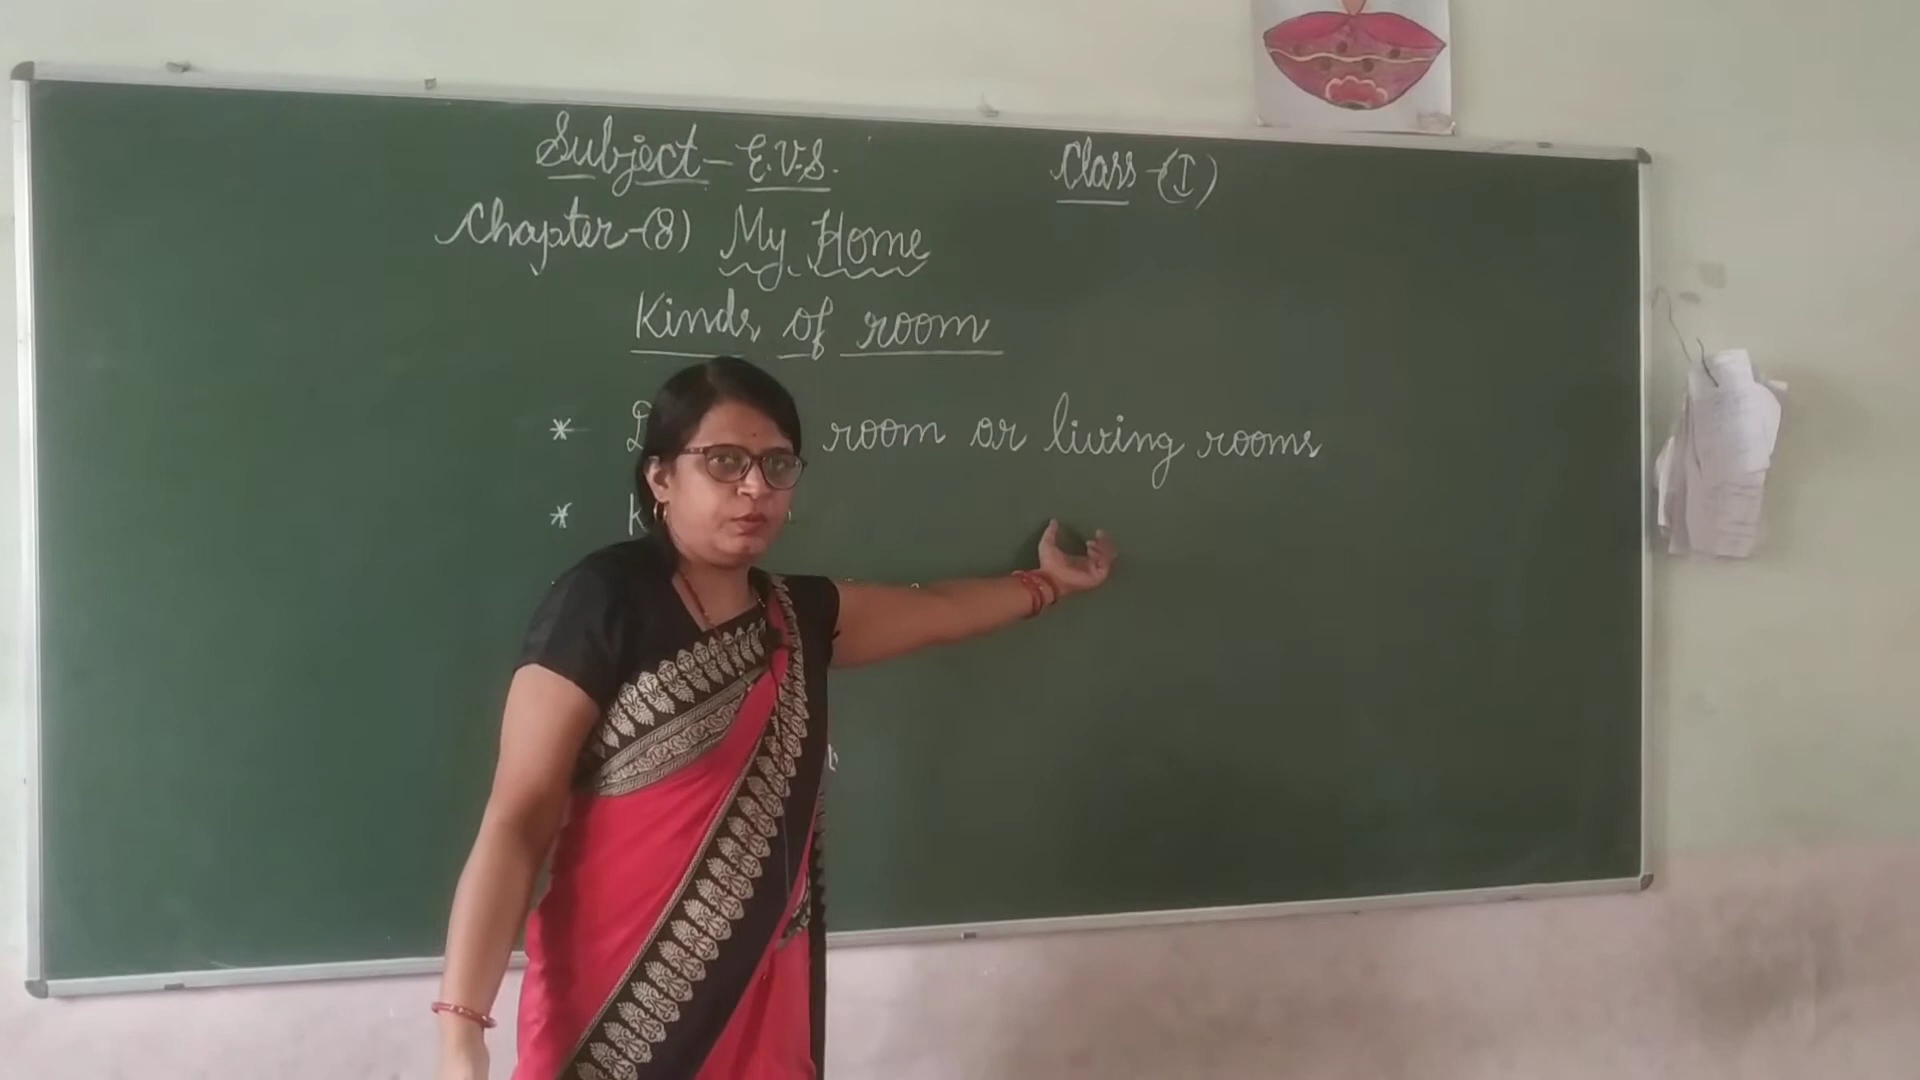 Subject - E.V.S.
Class - (I)
Chapter-(8) My Home
Kinds of room
* room or living rooms
*